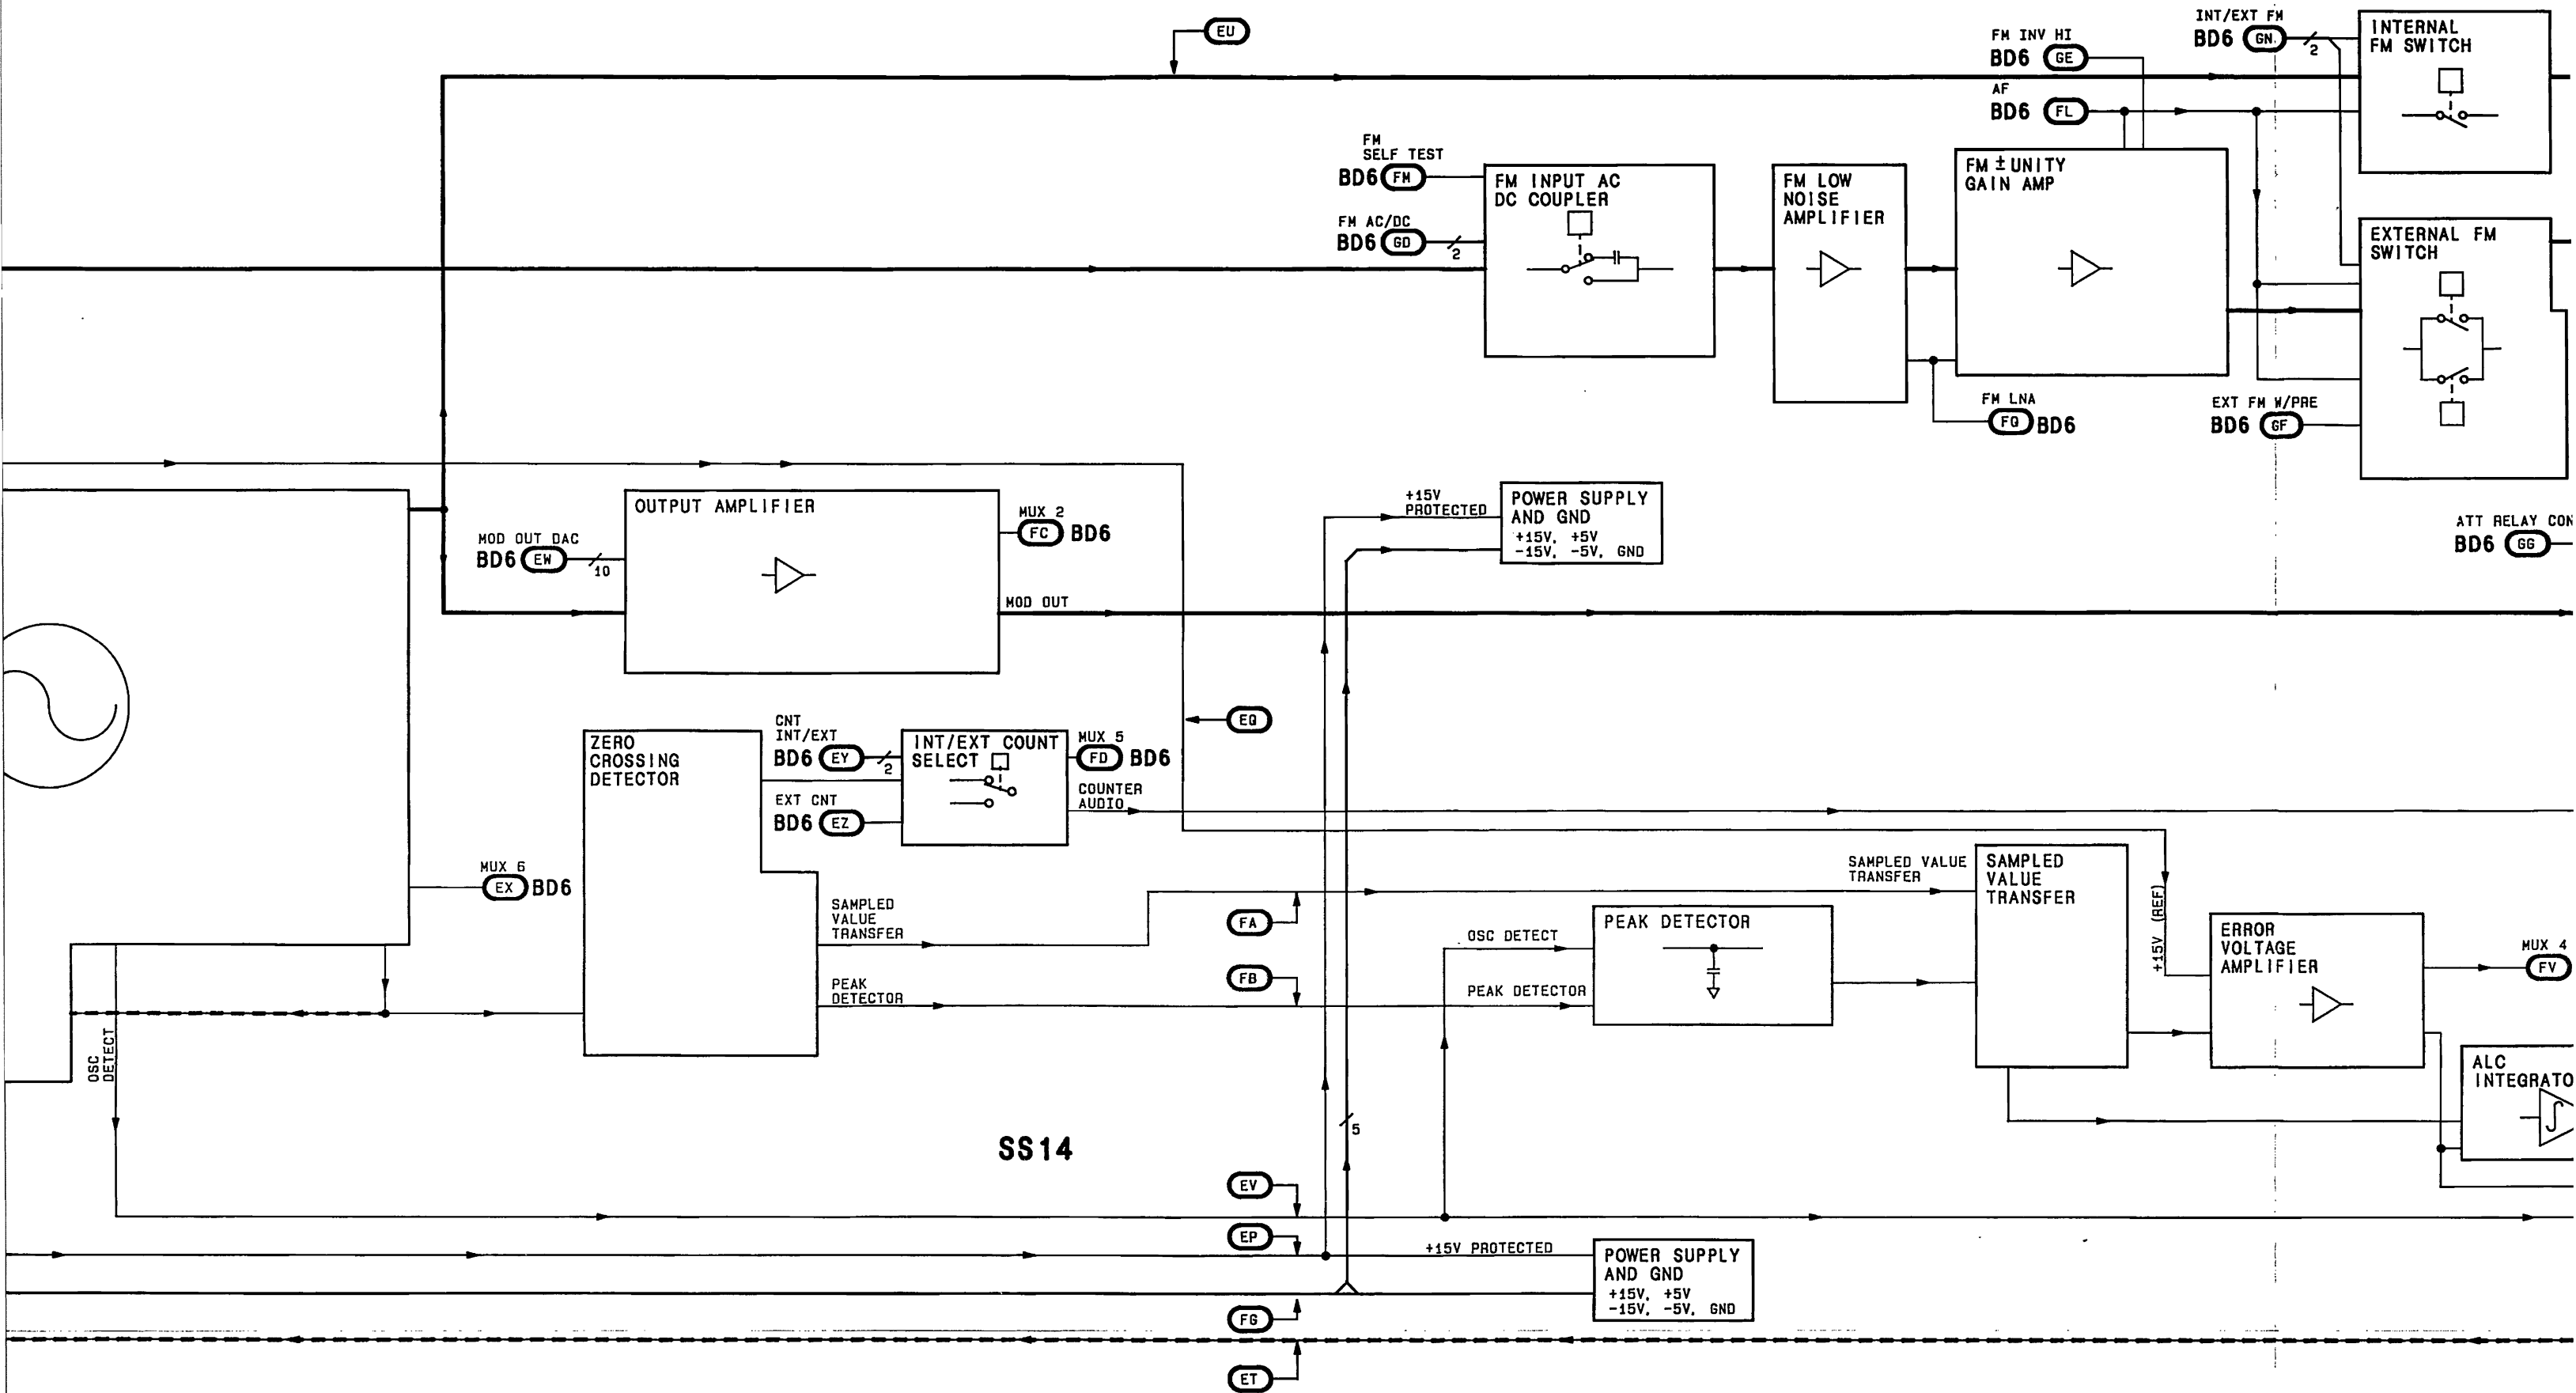 EU
INT/EXT FM
BD6 GN
2
INTERNAL
FM SWITCH
FM INV HI
BD6 GE
AF
BD6 FL
FM
SELF TEST
BD6 FM
FM AC/DC
BD6 GD
2
FM INPUT AC
DC COUPLER
FM LOW
NOISE
AMPLIFIER
FM ± UNITY
GAIN AMP
EXTERNAL FM
SWITCH
FM LNA
FQ BD6
EXT FM W/PRE
BD6 GF
ATT RELAY CON
BD6 GG
OUTPUT AMPLIFIER
MOD OUT DAC
BD6 EW
10
MUX 2
FC BD6
MOD OUT
+15V
PROTECTED
POWER SUPPLY
AND GND
+15V, +5V
-15V, -5V, GND
EQ
ZERO
CROSSING
DETECTOR
CNT
INT/EXT
BD6 EY
2
EXT CNT
BD6 EZ
INT/EXT COUNT
SELECT
MUX 5
FD BD6
COUNTER
AUDIO
MUX 6
EX BD6
SAMPLED
VALUE
TRANSFER
FA
PEAK
DETECTOR
FB
OSC DETECT
PEAK DETECTOR
PEAK DETECTOR
SAMPLED VALUE
TRANSFER
SAMPLED
VALUE
TRANSFER
+15V (REF)
ERROR
VOLTAGE
AMPLIFIER
MUX 4
FV
ALC
INTEGRATO
OSC
DETECT
SS14
5
EV
EP
+15V PROTECTED
POWER SUPPLY
AND GND
+15V, +5V
-15V, -5V, GND
FG
ET